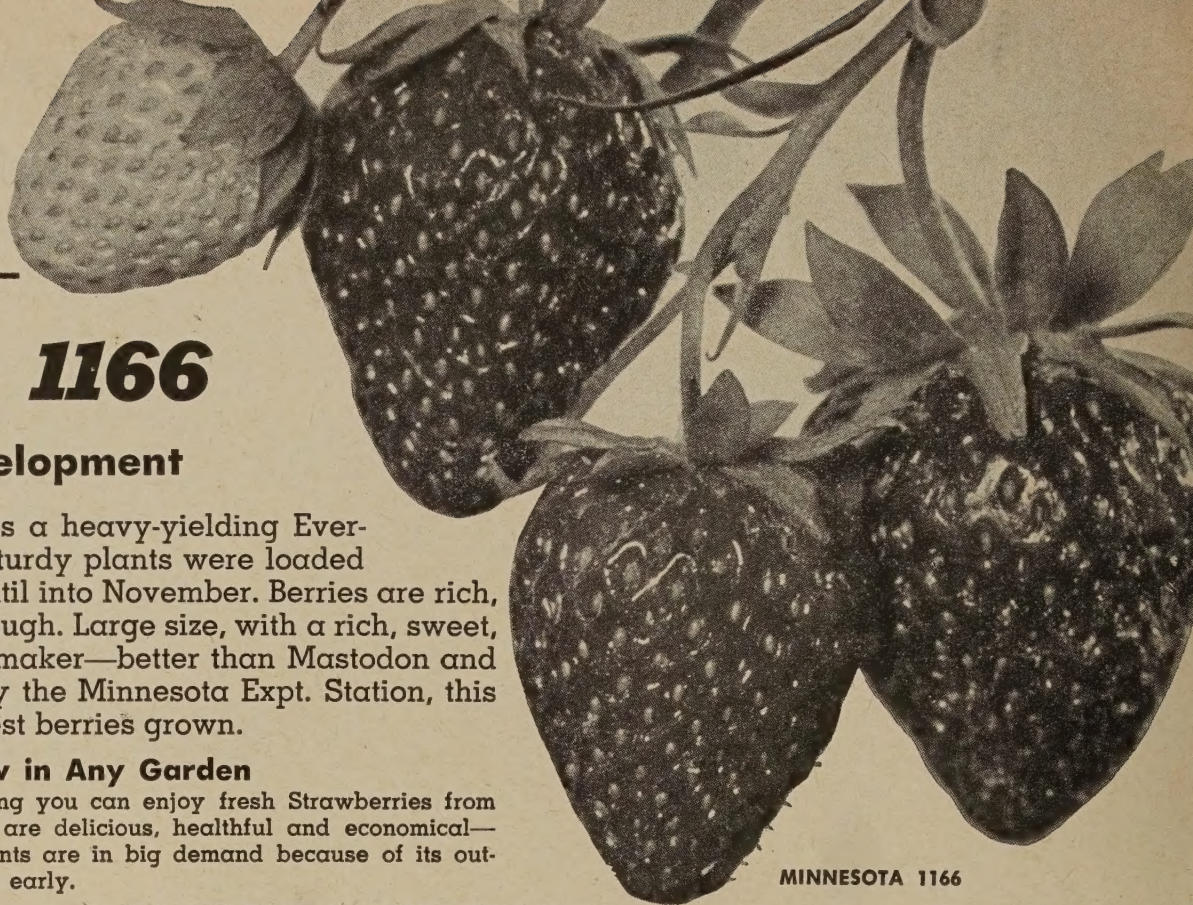 1166
elopment
s a heavy-yielding Ever-
turdy plants were loaded
til into November. Berries are rich,
ugh. Large size, with a rich, sweet,
maker—better than Mastodon and
y the Minnesota Expt. Station, this
st berries grown.
w in Any Garden
ng you can enjoy fresh Strawberries from
are delicious, healthful and economical—
nts are in big demand because of its out-
early.
MINNESOTA 1166